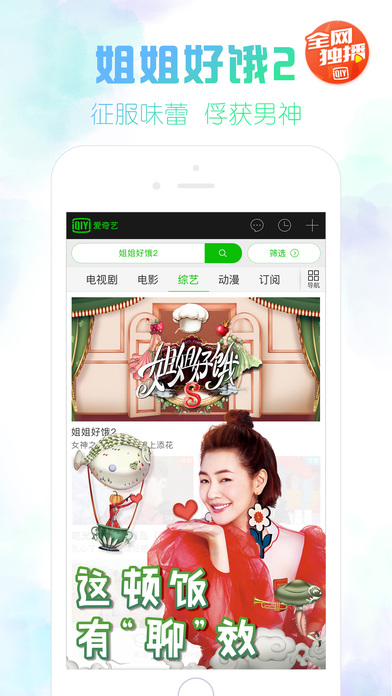 姐姐好饿2
全网
独播
QIY
征服味蕾 俘获男神
iQIY 爱奇艺
姐姐好饿2
筛选
电视剧 电影 综艺 动漫 订阅 导航
姐姐好饿
S
姐姐好饿2
女神之
上添花
这顿饭
有“聊”效